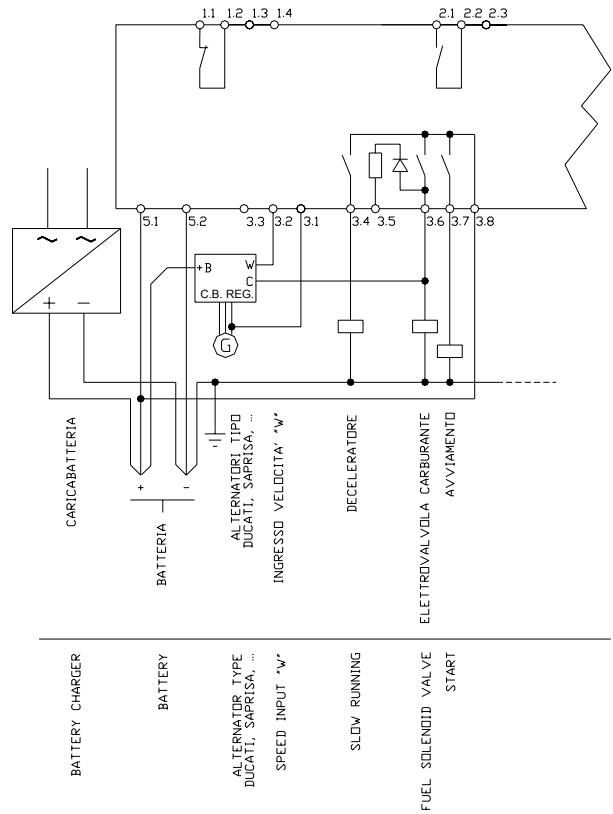 1.1 1.2 1.3 1.4 2.1 2.2 2.3
5.1 5.2 3.3 3.2 3.1 3.4 3.5 3.6 3.7 3.8
+B W
C
C.B. REG.
G
+ −
+ −
CARICABATTERIA
BATTERIA
ALTERNATORI TIPO
DUCATI, SAPRISA, ...
INGRESSO VELOCITA' "W"
DECELERATORE
ELETTROVALVOLA CARBURANTE
AVVIAMENTO
BATTERY CHARGER
BATTERY
ALTERNATOR TYPE
DUCATI, SAPRISA, ...
SPEED INPUT "W"
SLOW RUNNING
FUEL SOLENOID VALVE
START